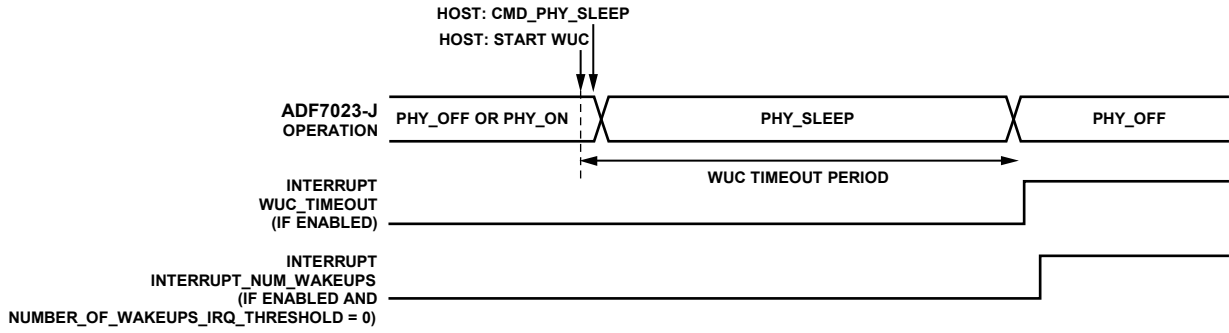 HOST: CMD_PHY_SLEEP
HOST: START WUC
ADF7023-J
OPERATION
PHY_OFF OR PHY_ON
PHY_SLEEP
PHY_OFF
WUC TIMEOUT PERIOD
INTERRUPT
WUC_TIMEOUT
(IF ENABLED)
INTERRUPT
INTERRUPT_NUM_WAKEUPS
(IF ENABLED AND
NUMBER_OF_WAKEUPS_IRQ_THRESHOLD = 0)